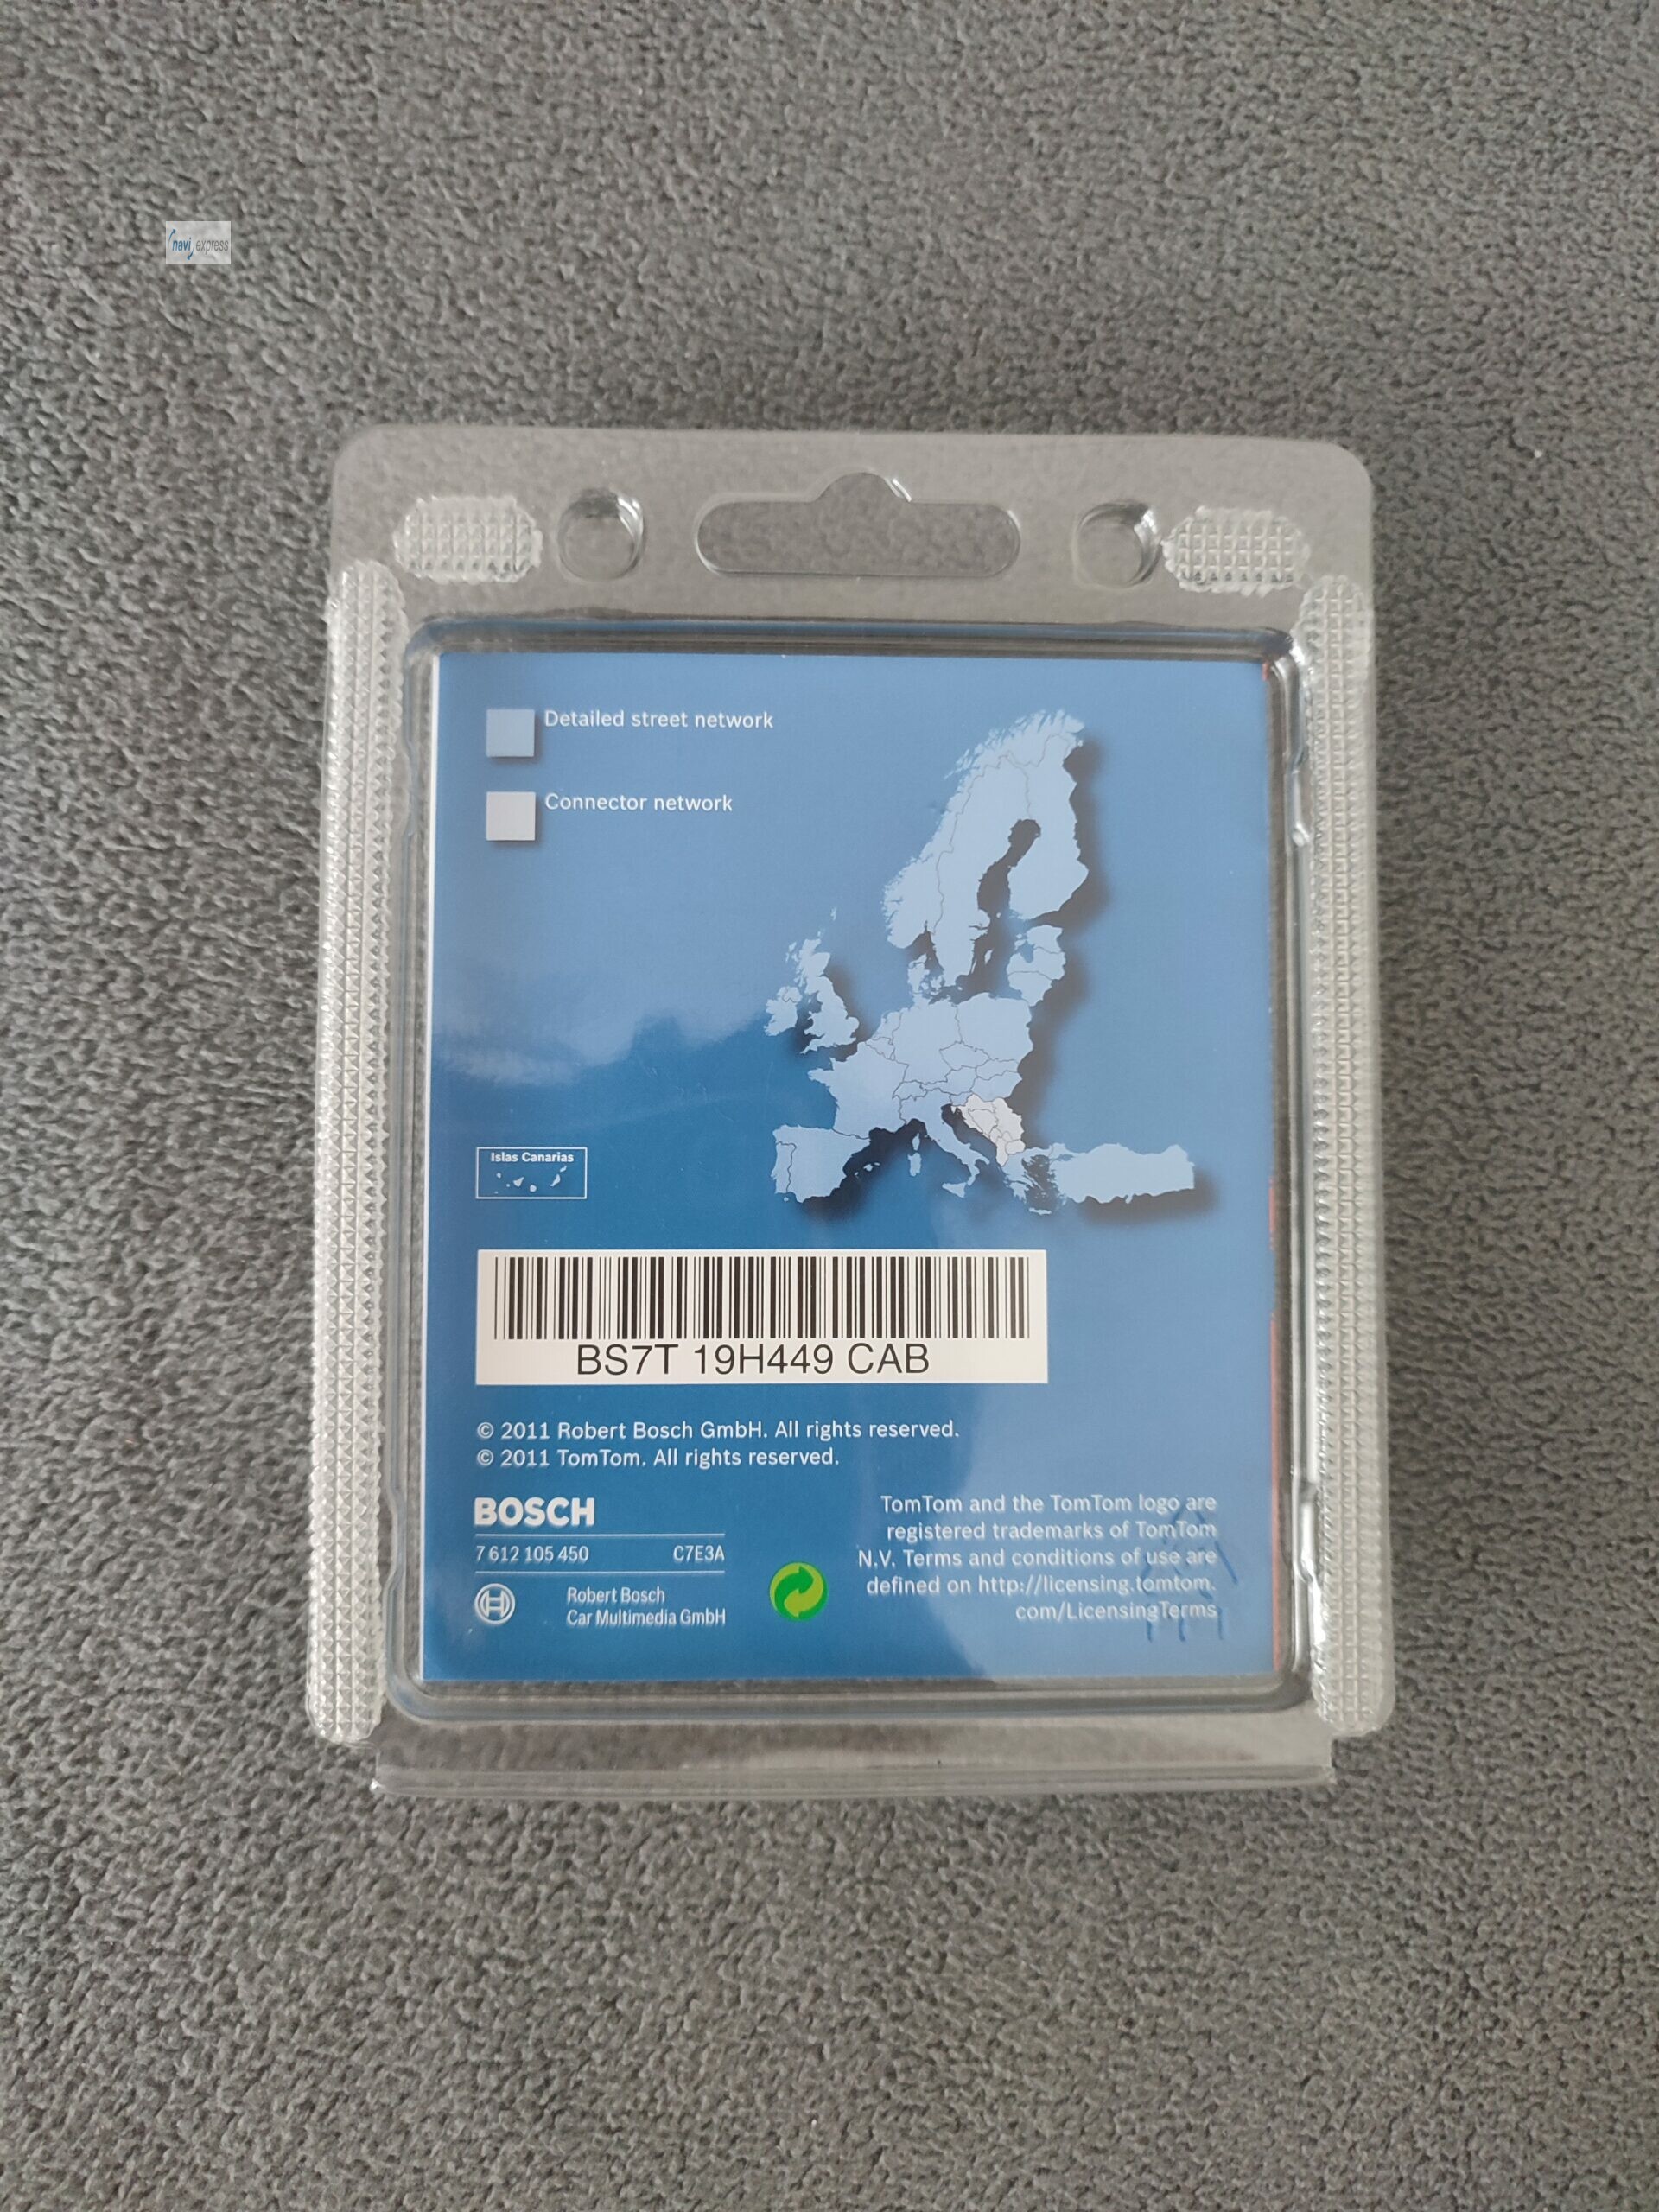 navi express
Detailed street network
Connector network
Islas Canarias
BS7T 19H449 CAB
© 2011 Robert Bosch GmbH. All rights reserved.
© 2011 TomTom. All rights reserved.
BOSCH
7 612 105 450 C7E3A
Robert Bosch
Car Multimedia GmbH
TomTom and the TomTom logo are
registered trademarks of TomTom
N.V. Terms and conditions of use are
defined on http://licensing.tomtom.
com/LicensingTerms